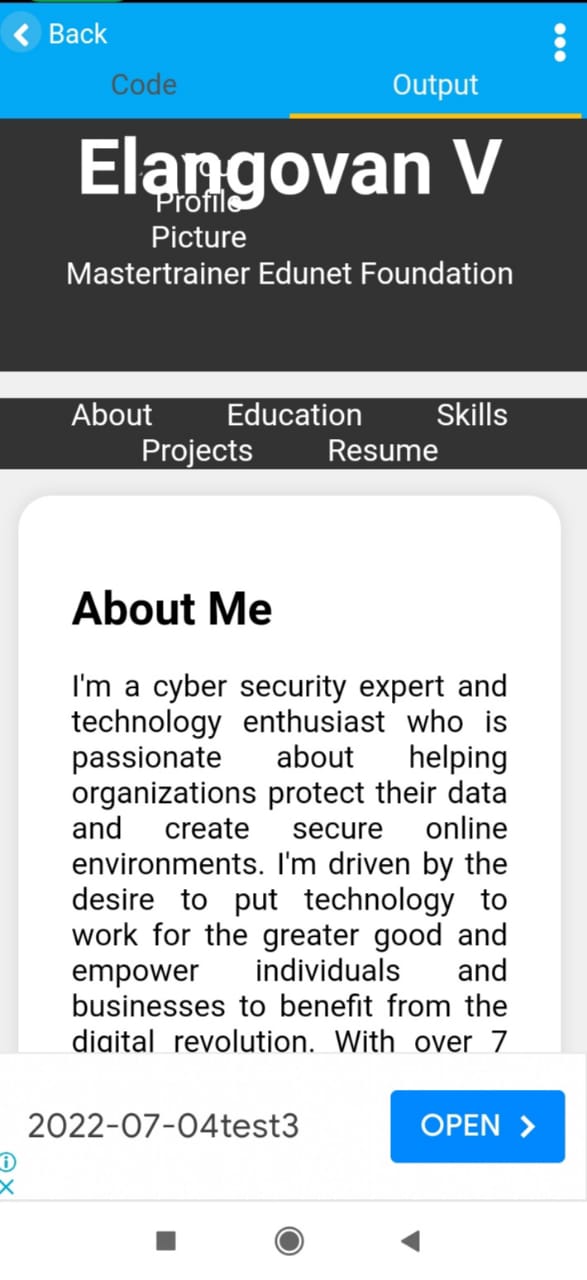 Back
Code Output
Elangovan V
Profile
Picture
Mastertrainer Edunet Foundation
About Education Skills
Projects Resume
About Me
I'm a cyber security expert and
technology enthusiast who is
passionate about helping
organizations protect their data
and create secure online
environments. I'm driven by the
desire to put technology to
work for the greater good and
empower individuals and
businesses to benefit from the
digital revolution. With over 7
2022-07-04test3
OPEN